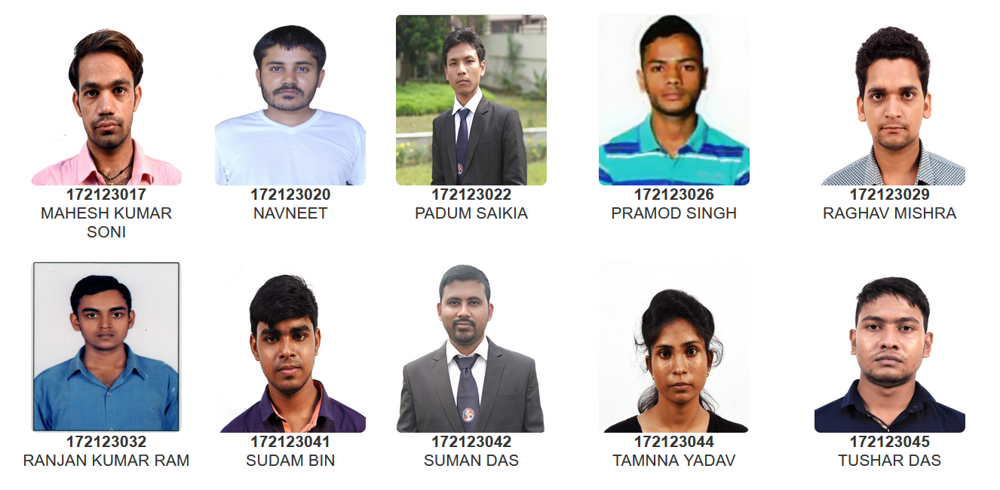 172123017
MAHESH KUMAR
SONI
172123020
NAVNEET
172123022
PADUM SAIKIA
172123026
PRAMOD SINGH
172123029
RAGHAV MISHRA
172123032
RANJAN KUMAR RAM
172123041
SUDAM BIN
172123042
SUMAN DAS
172123044
TAMNNA YADAV
172123045
TUSHAR DAS